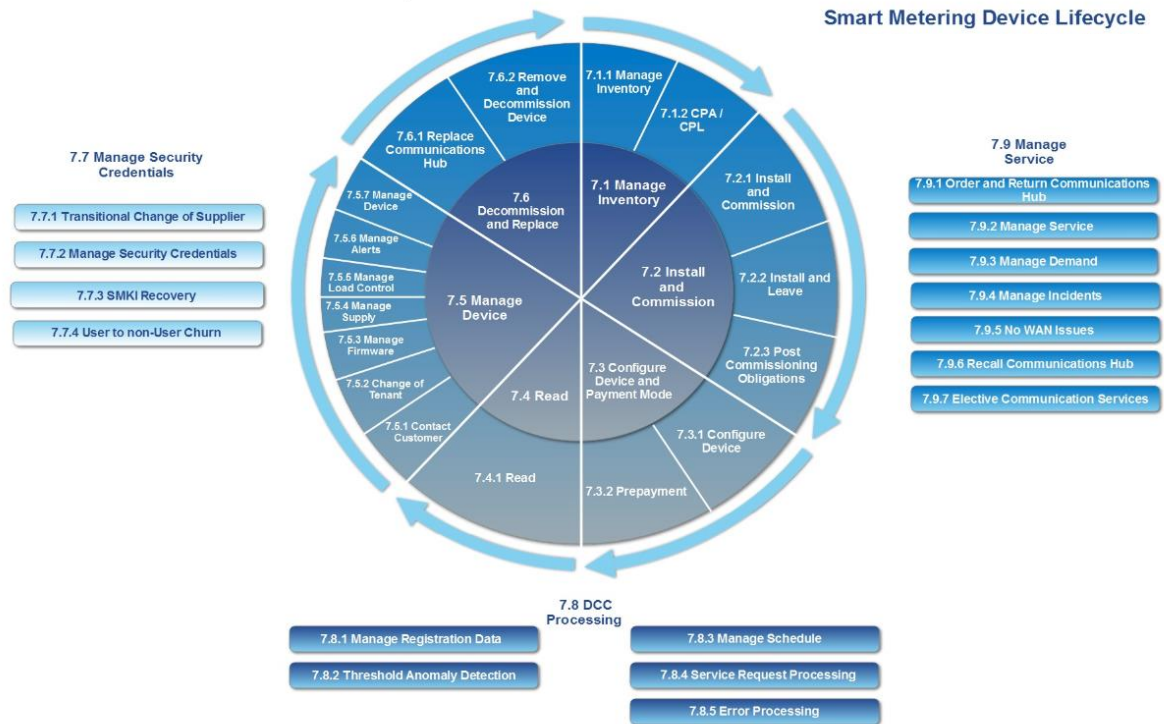 Smart Metering Device Lifecycle
7.6.2 Remove
and
Decommission
Device
7.1.1 Manage
Inventory
7.1.2 CPA /
CPL
7.6.1 Replace
Communications
Hub
7.2.1 Install
and
Commission
7.5.7 Manage
Device
7.6
Decommission
and Replace
7.1 Manage
Inventory
7.5.6 Manage
Alerts
7.5.5 Manage
Load Control
7.5.4 Manage
Supply
7.5 Manage
Device
7.2 Install
and
Commission
7.2.2 Install
and Leave
7.5.3 Manage
Firmware
7.5.2 Change of
Tenant
7.5.1 Contact
Customer
7.4 Read
7.3 Configure
Device and
Payment Mode
7.2.3 Post
Commissioning
Obligations
7.4.1 Read
7.3.2 Prepayment
7.3.1 Configure
Device
7.7 Manage Security
Credentials
7.7.1 Transitional Change of Supplier
7.7.2 Manage Security Credentials
7.7.3 SMKI Recovery
7.7.4 User to non-User Churn
7.9 Manage
Service
7.9.1 Order and Return Communications
Hub
7.9.2 Manage Service
7.9.3 Manage Demand
7.9.4 Manage Incidents
7.9.5 No WAN Issues
7.9.6 Recall Communications Hub
7.9.7 Elective Communication Services
7.8 DCC
Processing
7.8.1 Manage Registration Data
7.8.2 Threshold Anomaly Detection
7.8.3 Manage Schedule
7.8.4 Service Request Processing
7.8.5 Error Processing